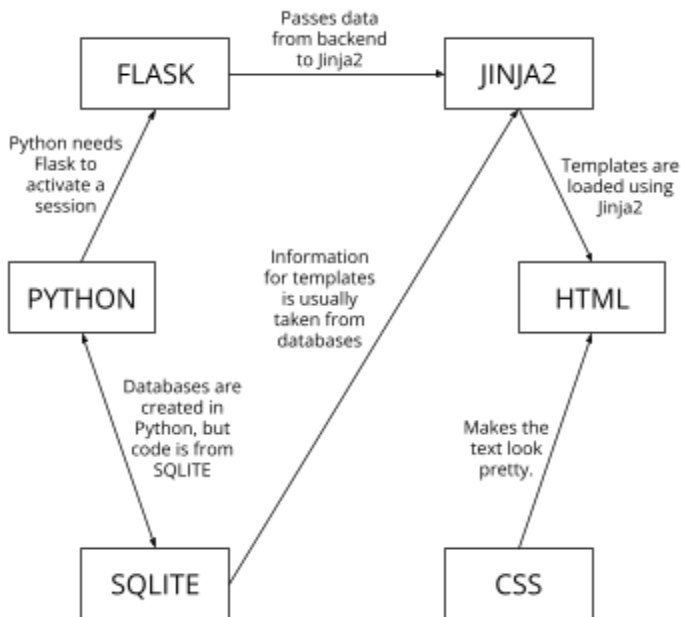 Passes data
from backend
to Jinja2
FLASK
JINJA2
Python needs
Flask to
activate a
session
Templates are
loaded using
Jinja2
Information
for templates
is usually
taken from
databases
PYTHON
HTML
Databases are
created in
Python, but
code is from
SQLITE
Makes the
text look
pretty.
SQLITE
CSS